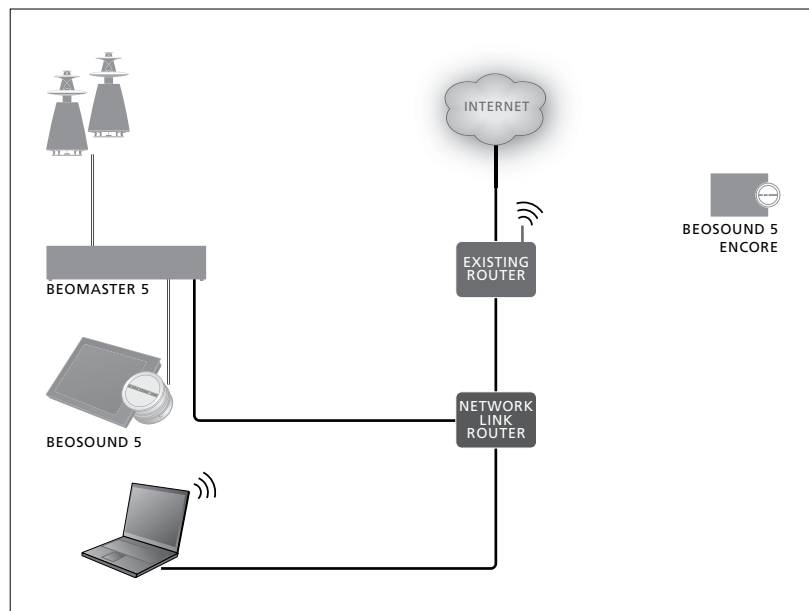 INTERNET
BEOSOUND 5
ENCORE
EXISTING
ROUTER
BEOMASTER 5
NETWORK
LINK
ROUTER
BEOSOUND 5